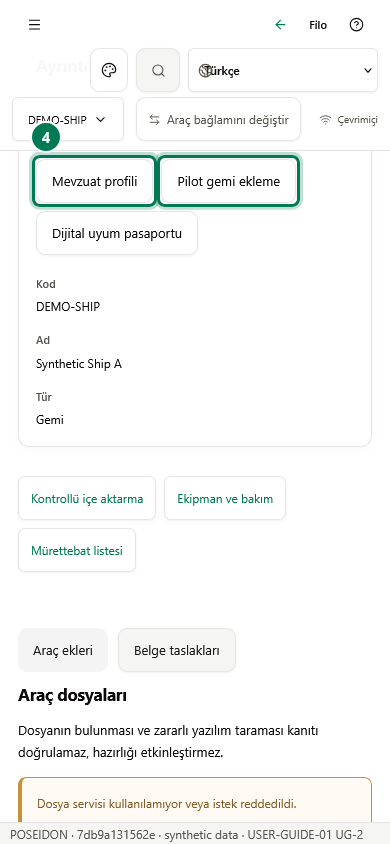 Filo
Ayrıntı
Türkçe
DEMO-SHIP
Araç bağlamını değiştir
Çevrimiçi
4
Mevzuat profili
Pilot gemi ekleme
Dijital uyum pasaportu
Kod
DEMO-SHIP
Ad
Synthetic Ship A
Tür
Gemi
Kontrollü içe aktarma
Ekipman ve bakım
Mürettebat listesi
Araç ekleri
Belge taslakları
Araç dosyaları
Dosyanın bulunması ve zararlı yazılım taraması kanıtı
doğrulamaz, hazırlığı etkinleştirmez.
Dosya servisi kullanılamıyor veya istek reddedildi.
POSEIDON · 7db9a131562e · synthetic data · USER-GUIDE-01 UG-2